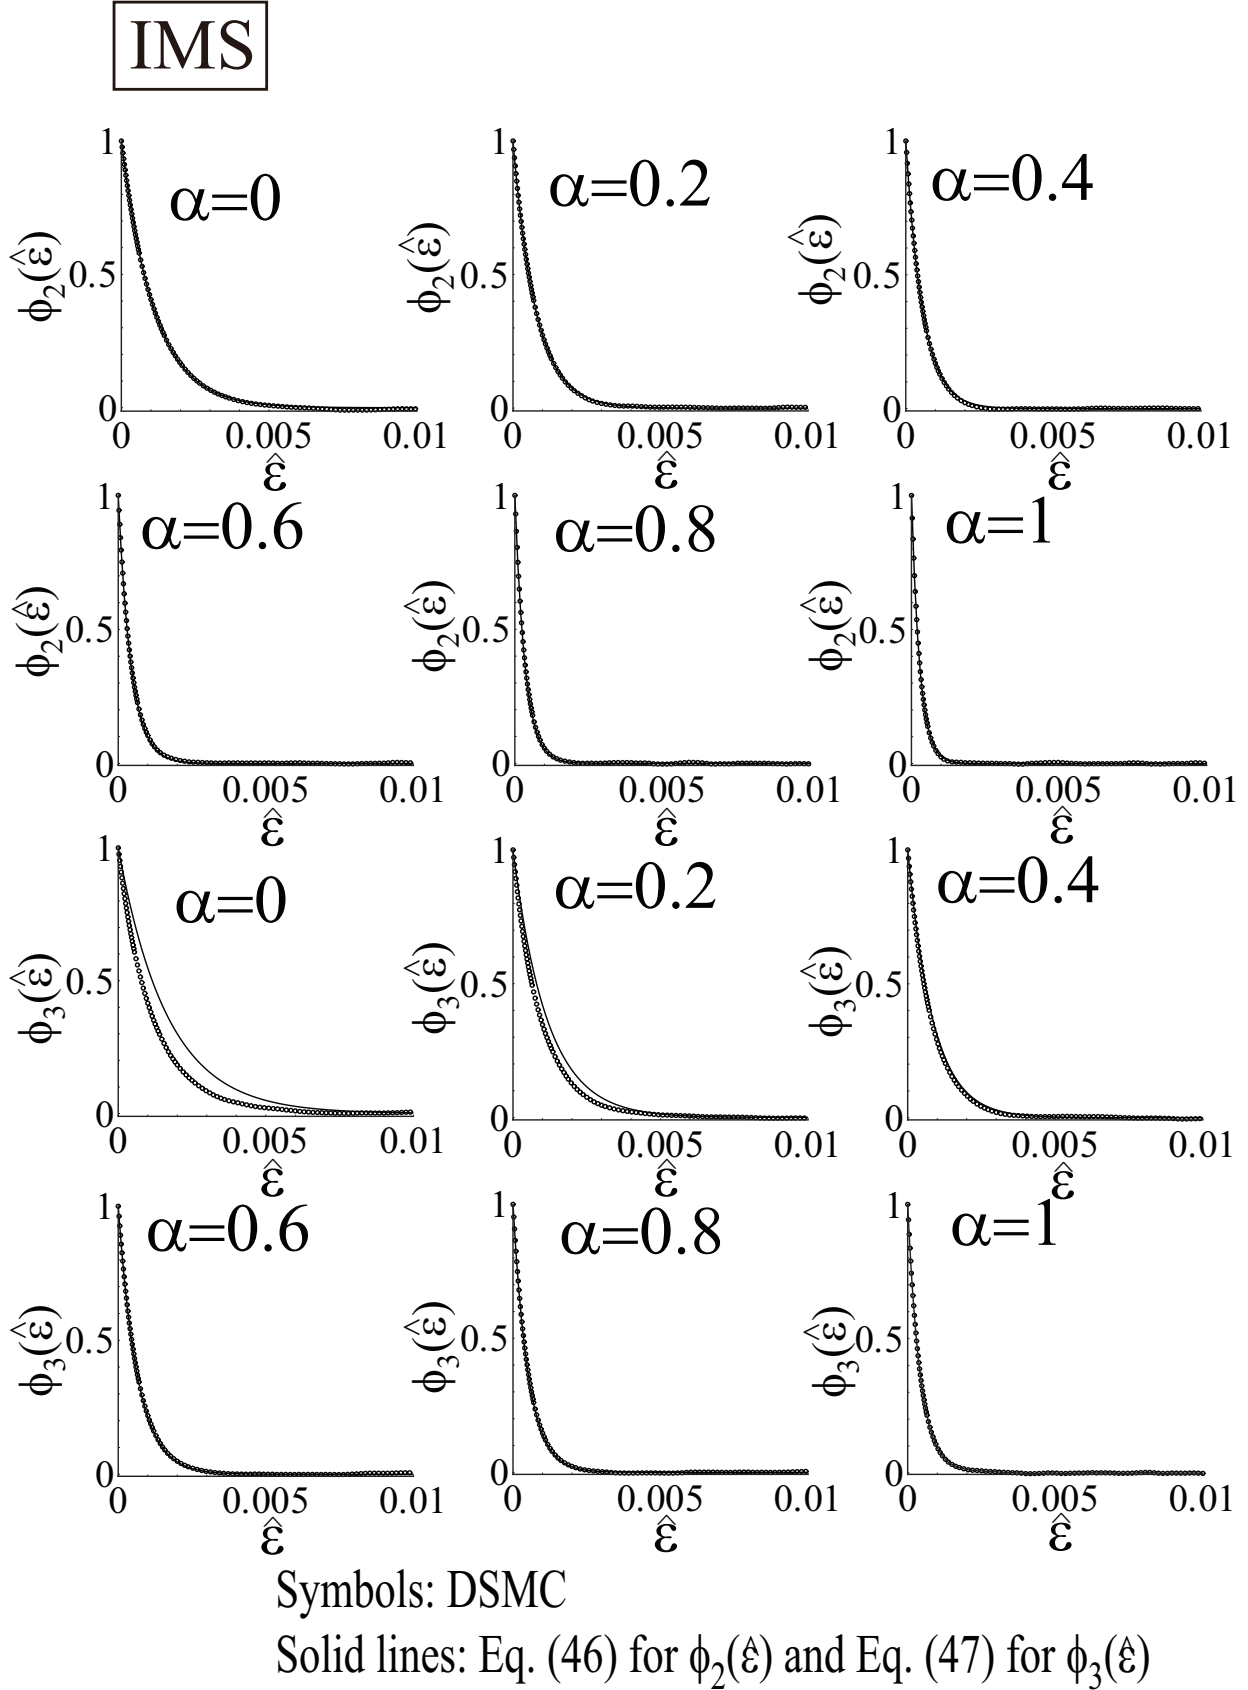 IMS
1 α=0 1 α=0.2 1 α=0.4
ϕ₂(ε̂) 0.5 ϕ₂(ε̂) 0.5 ϕ₂(ε̂) 0.5
0 0 0
0 0.005 0.01 0 0.005 0.01 0 0.005 0.01
ε̂ ε̂ ε̂
1 α=0.6 1 α=0.8 1 α=1
ϕ₂(ε̂) 0.5 ϕ₂(ε̂) 0.5 ϕ₂(ε̂) 0.5
0 0 0
0 0.005 0.01 0 0.005 0.01 0 0.005 0.01
ε̂ ε̂ ε̂
1 α=0 1 α=0.2 1 α=0.4
ϕ₃(ε̂) 0.5 ϕ₃(ε̂) 0.5 ϕ₃(ε̂) 0.5
0 0 0
0 0.005 0.01 0 0.005 0.01 0 0.005 0.01
ε̂ ε̂ ε̂
1 α=0.6 1 α=0.8 1 α=1
ϕ₃(ε̂) 0.5 ϕ₃(ε̂) 0.5 ϕ₃(ε̂) 0.5
0 0 0
0 0.005 0.01 0 0.005 0.01 0 0.005 0.01
ε̂ ε̂ ε̂
Symbols: DSMC
Solid lines: Eq. (46) for ϕ₂(ε̂) and Eq. (47) for ϕ₃(ε̂)